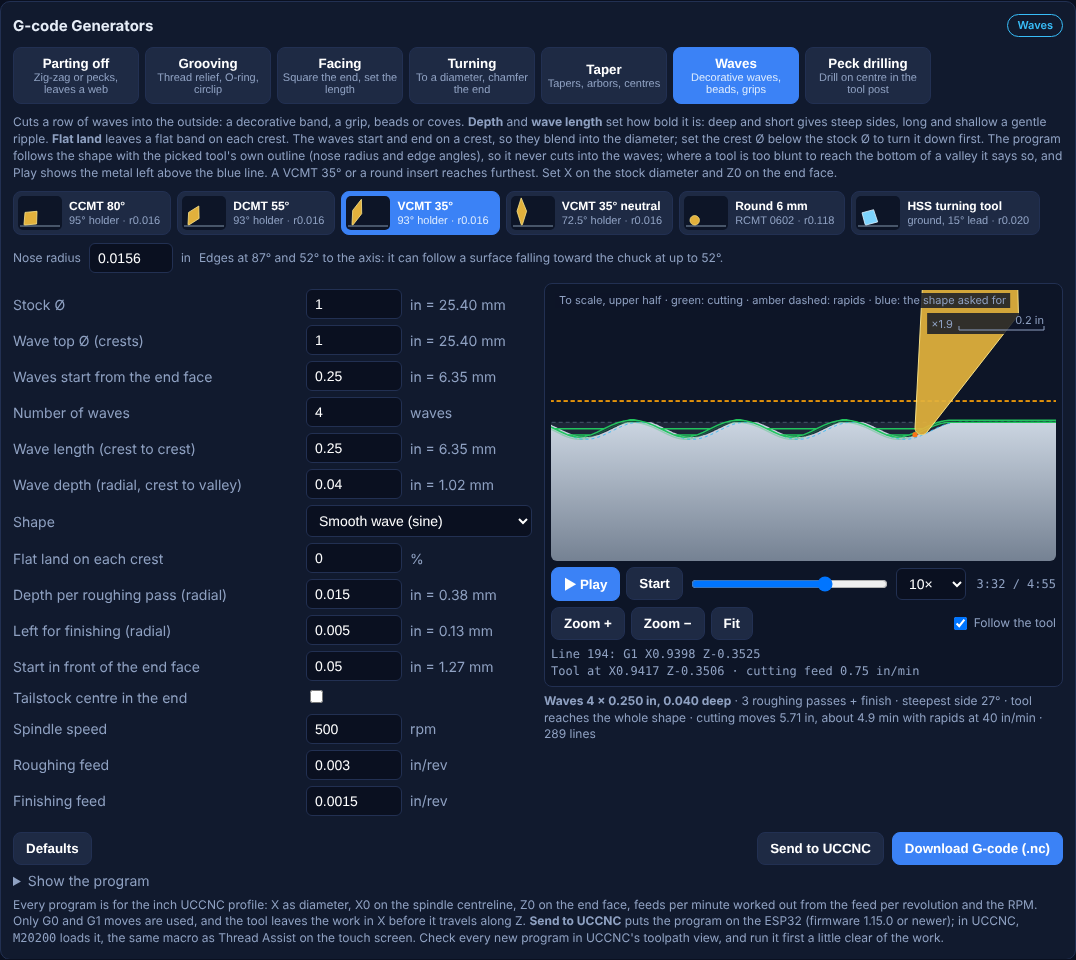 G-code Generators
Waves
Parting off
Zig-zag or pecks,
leaves a web
Grooving
Thread relief, O-ring,
circlip
Facing
Square the end, set the
length
Turning
To a diameter, chamfer
the end
Taper
Tapers, arbors, centres
Waves
Decorative waves,
beads, grips
Peck drilling
Drill on centre in the
tool post
Cuts a row of waves into the outside: a decorative band, a grip, beads or coves. Depth and wave length set how bold it is: deep and short gives steep sides, long and shallow a gentle
ripple. Flat land leaves a flat band on each crest. The waves start and end on a crest, so they blend into the diameter; set the crest Ø below the stock Ø to turn it down first. The program
follows the shape with the picked tool's own outline (nose radius and edge angles), so it never cuts into the waves; where a tool is too blunt to reach the bottom of a valley it says so, and
Play shows the metal left above the blue line. A VCMT 35° or a round insert reaches furthest. Set X on the stock diameter and Z0 on the end face.
CCMT 80°
95° holder · r0.016
DCMT 55°
93° holder · r0.016
VCMT 35°
93° holder · r0.016
VCMT 35° neutral
72.5° holder · r0.016
Round 6 mm
RCMT 0602 · r0.118
HSS turning tool
ground, 15° lead · r0.020
Nose radius 0.0156 in Edges at 87° and 52° to the axis: it can follow a surface falling toward the chuck at up to 52°.
Stock Ø 1 in = 25.40 mm
Wave top Ø (crests) 1 in = 25.40 mm
Waves start from the end face 0.25 in = 6.35 mm
Number of waves 4 waves
Wave length (crest to crest) 0.25 in = 6.35 mm
Wave depth (radial, crest to valley) 0.04 in = 1.02 mm
Shape Smooth wave (sine)
Flat land on each crest 0 %
Depth per roughing pass (radial) 0.015 in = 0.38 mm
Left for finishing (radial) 0.005 in = 0.13 mm
Start in front of the end face 0.05 in = 1.27 mm
Tailstock centre in the end
Spindle speed 500 rpm
Roughing feed 0.003 in/rev
Finishing feed 0.0015 in/rev
To scale, upper half · green: cutting · amber dashed: rapids · blue: the shape asked for
×1.9 0.2 in
Play Start 10× 3:32 / 4:55
Zoom + Zoom − Fit Follow the tool
Line 194: G1 X0.9398 Z-0.3525
Tool at X0.9417 Z-0.3506 · cutting feed 0.75 in/min
Waves 4 × 0.250 in, 0.040 deep · 3 roughing passes + finish · steepest side 27° · tool
reaches the whole shape · cutting moves 5.71 in, about 4.9 min with rapids at 40 in/min ·
289 lines
Defaults Send to UCCNC Download G-code (.nc)
Show the program
Every program is for the inch UCCNC profile: X as diameter, X0 on the spindle centreline, Z0 on the end face, feeds per minute worked out from the feed per revolution and the RPM.
Only G0 and G1 moves are used, and the tool leaves the work in X before it travels along Z. Send to UCCNC puts the program on the ESP32 (firmware 1.15.0 or newer); in UCCNC,
M20200 loads it, the same macro as Thread Assist on the touch screen. Check every new program in UCCNC's toolpath view, and run it first a little clear of the work.